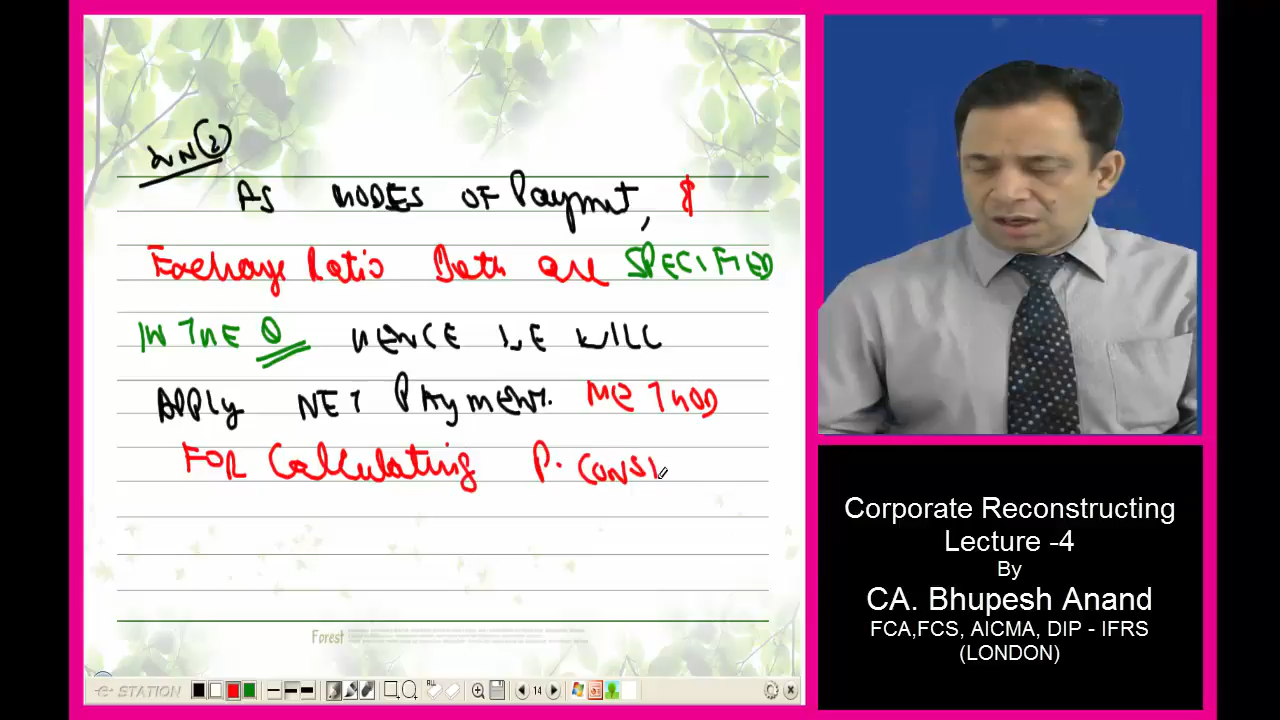 WN(2)
AS MODES OF Payment, &
Exchange Ratio Both are SPECIFIED
IN THE Q HENCE WE WILL
APPLY NET PAYMENT METHOD
FOR Calculating P. CONSI
Forest
e-STATION
14
Corporate Reconstructing
Lecture -4
By
CA. Bhupesh Anand
FCA,FCS, AICMA, DIP - IFRS
(LONDON)